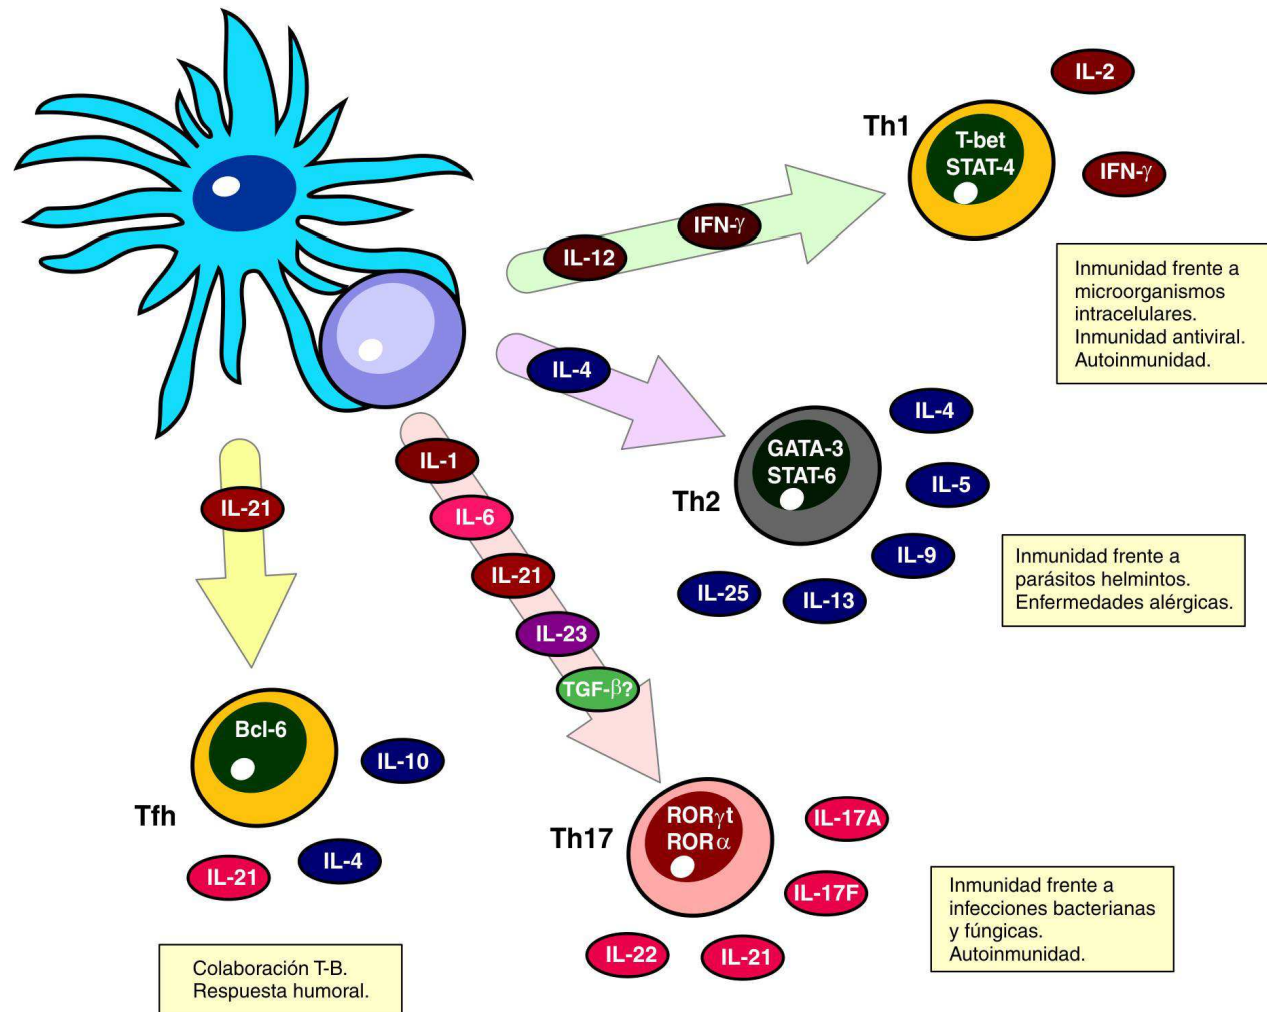 IL-2
Th1
T-bet
STAT-4
IFN-γ
IFN-γ
IL-12
Inmunidad frente a
microorganismos
intracelulares.
Inmunidad antiviral.
Autoinmunidad.
IL-4
IL-4
GATA-3
STAT-6
Th2
IL-5
IL-9
IL-25
IL-13
Inmunidad frente a
parásitos helmintos.
Enfermedades alérgicas.
IL-1
IL-6
IL-21
IL-23
TGF-β?
IL-21
Bcl-6
IL-10
Tfh
IL-4
IL-21
Colaboración T-B.
Respuesta humoral.
Th17
RORγt
RORα
IL-17A
IL-17F
IL-22
IL-21
Inmunidad frente a
infecciones bacterianas
y fúngicas.
Autoinmunidad.